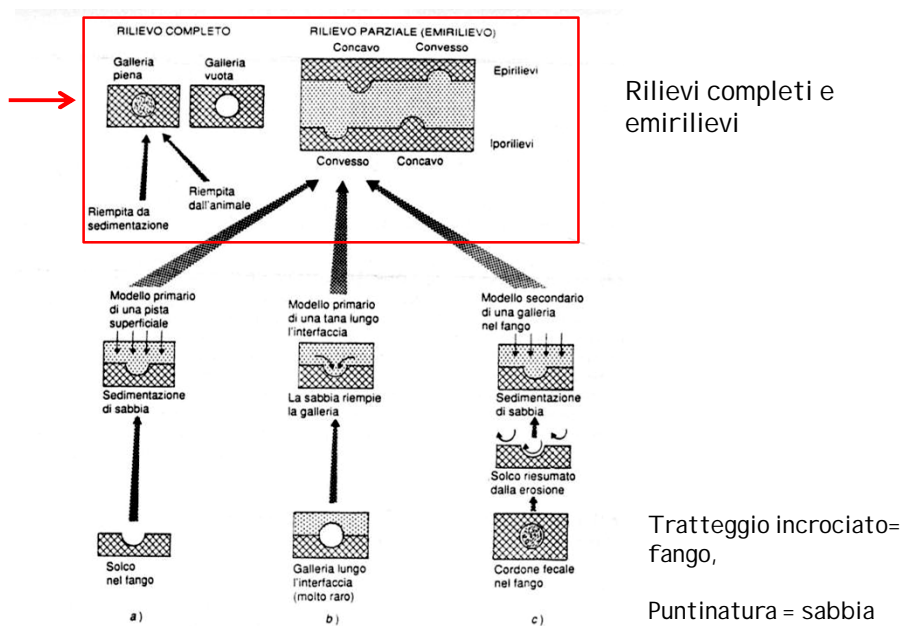 RILIEVO COMPLETO
Galleria
piena
Galleria
vuota
Riempita da
sedimentazione
Riempita
dall'animale
RILIEVO PARZIALE (EMIRILIEVO)
Concavo
Convesso
Epirilievi
Iporilievi
Convesso
Concavo
Rilievi completi e
emirilievi
Modello primario
di una pista
superficiale
Sedimentazione
di sabbia
Solco
nel fango
a)
Modello primario
di una tana lungo
l'interfaccia
La sabbia riempie
la galleria
Galleria lungo
l'interfaccia
(molto raro)
b)
Modello secondario
di una galleria
nel fango
Sedimentazione
di sabbia
Solco riesumato
dalla erosione
Cordone fecale
nel fango
c)
Tratteggio incrociato=
fango,
Puntinatura = sabbia